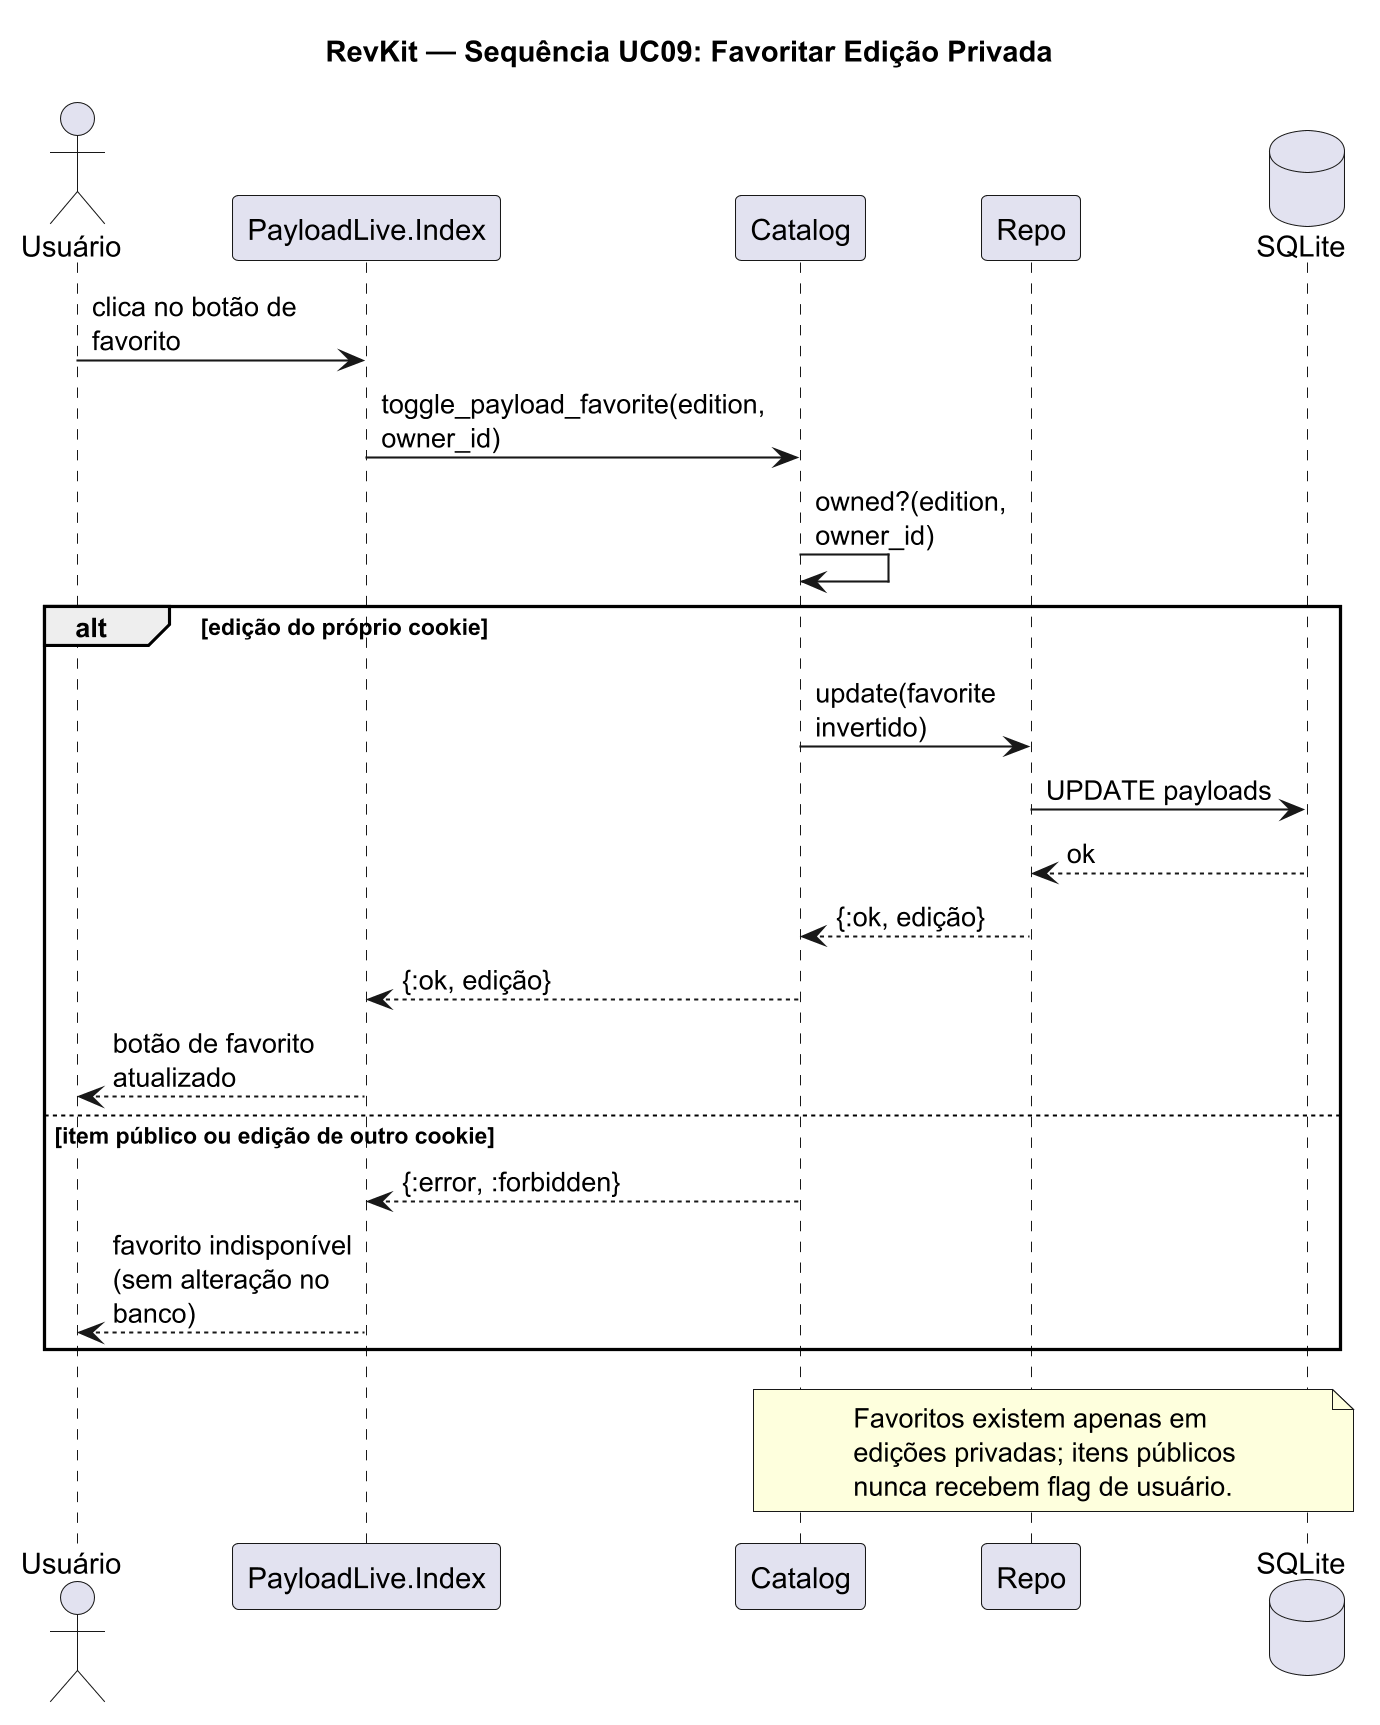 RevKit — Sequência UC09: Favoritar Edição Privada
Usuário
PayloadLive.Index
Catalog
Repo
SQLite
clica no botão de
favorito
toggle_payload_favorite(edition,
owner_id)
owned?(edition,
owner_id)
alt
[edição do próprio cookie]
update(favorite
invertido)
UPDATE payloads
ok
{:ok, edição}
{:ok, edição}
botão de favorito
atualizado
[item público ou edição de outro cookie]
{:error, :forbidden}
favorito indisponível
(sem alteração no
banco)
Favoritos existem apenas em
edições privadas; itens públicos
nunca recebem flag de usuário.
Usuário
PayloadLive.Index
Catalog
Repo
SQLite